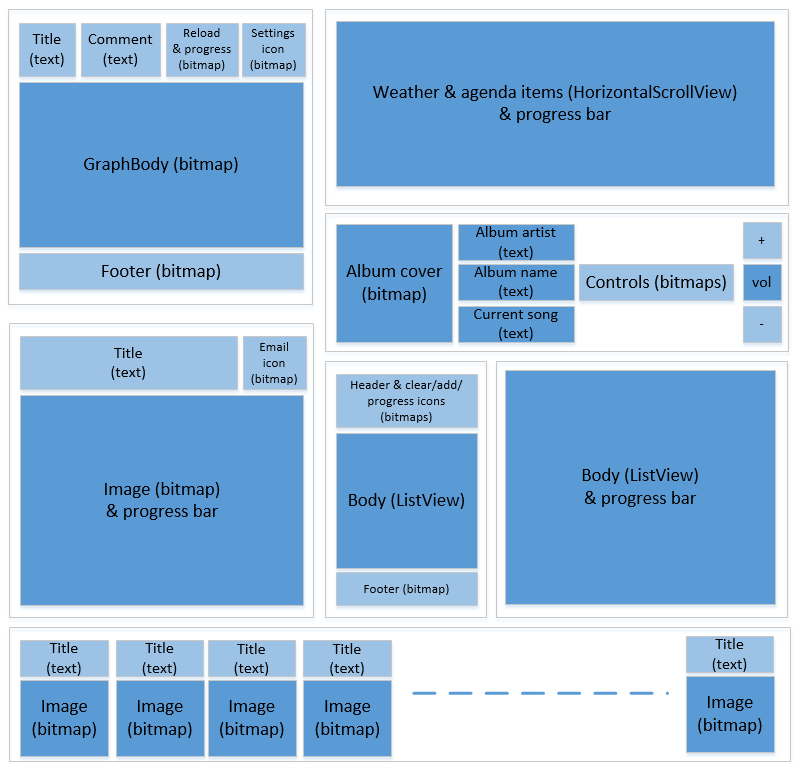 Title
(text)
Comment
(text)
Reload
& progress
(bitmap)
Settings
icon
(bitmap)
GraphBody (bitmap)
Footer (bitmap)
Weather & agenda items (HorizontalScrollView)
& progress bar
Album cover
(bitmap)
Album artist
(text)
Album name
(text)
Current song
(text)
Controls (bitmaps)
+
vol
-
Title
(text)
Email
icon
(bitmap)
Image (bitmap)
& progress bar
Header & clear/add/
progress icons
(bitmaps)
Body (ListView)
Footer (bitmap)
Body (ListView)
& progress bar
Title
(text)
Image
(bitmap)
Title
(text)
Image
(bitmap)
Title
(text)
Image
(bitmap)
Title
(text)
Image
(bitmap)
Title
(text)
Image
(bitmap)